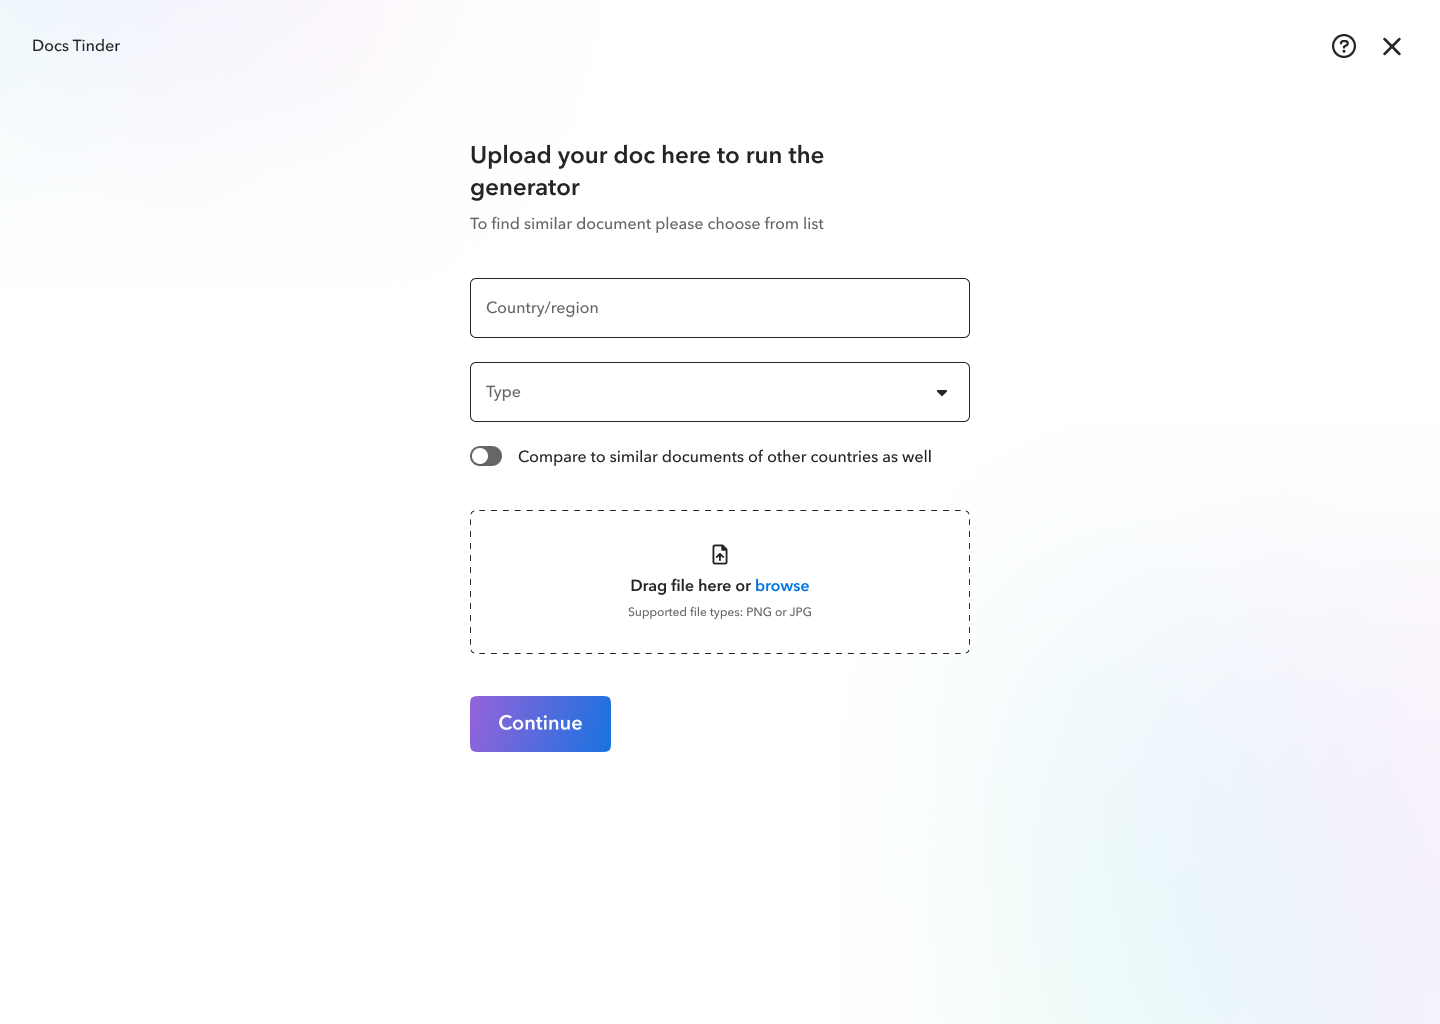 Docs Tinder
Upload your doc here to run the
generator
To find similar document please choose from list
Country/region
Type
Compare to similar documents of other countries as well
Drag file here or browse
Supported file types: PNG or JPG
Continue